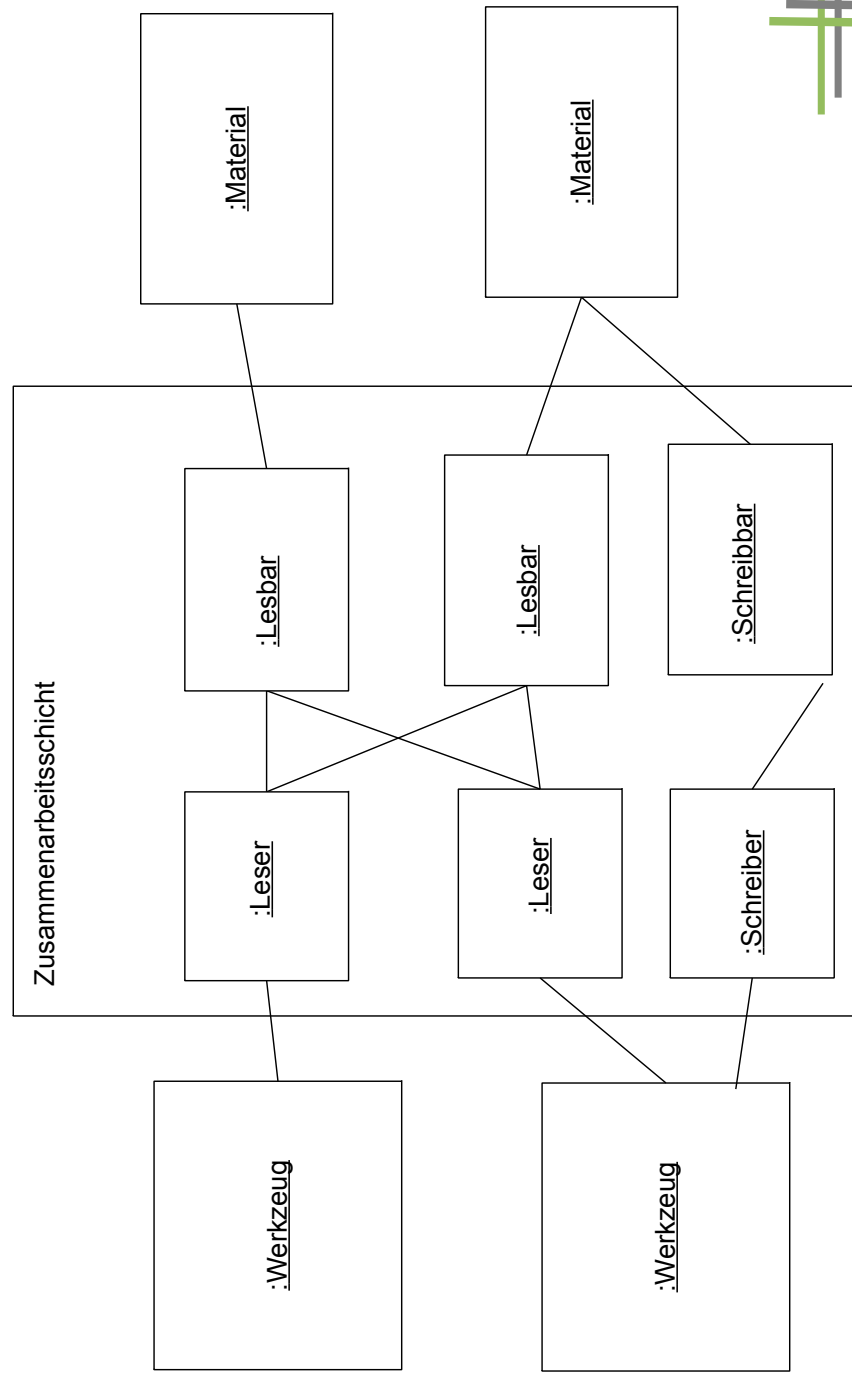 Zusammenarbeitsschicht
:Werkzeug
:Leser
:Lesbar
:Material
:Werkzeug
:Leser
:Lesbar
:Material
:Schreiber
:Schreibbar